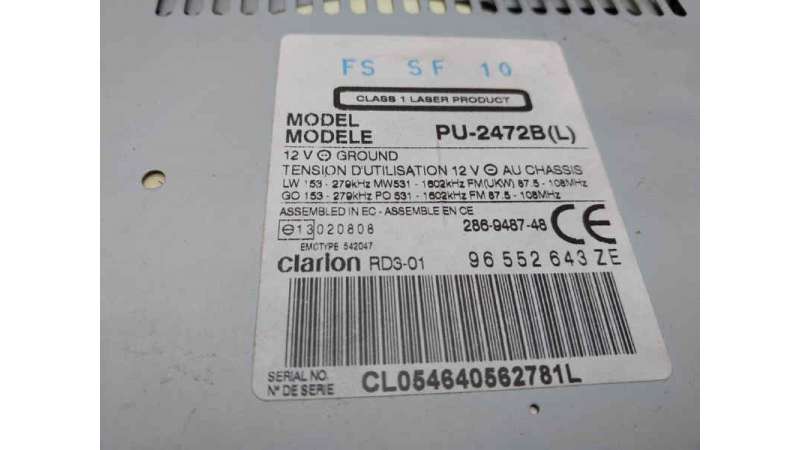 FS SF 10
CLASS 1 LASER PRODUCT
MODEL
MODELE PU-2472B(L)
12 V ⊖ GROUND
TENSION D'UTILISATION 12 V ⊖ AU CHASSIS
LW 153 - 279kHz MW531 - 1602kHz FM(UKW) 87.5 - 108MHz
GO 153 - 279kHz PO 531 - 1602kHz FM 87.5 - 108MHz
ASSEMBLED IN EC - ASSEMBLE EN CE
e13 020808 286-9487-48 CE
EMCTYPE 542047
clarion RD3-01 96 552 643 ZE
SERIAL NO.
N° DE SERIE CL054640562781L